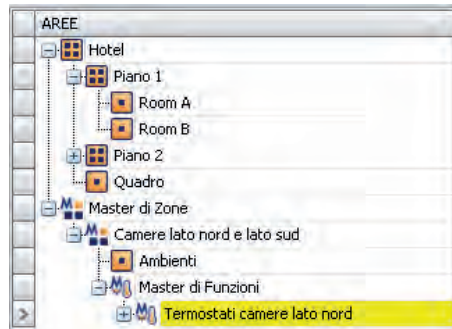 AREE
Hotel
Piano 1
Room A
Room B
Piano 2
Quadro
Master di Zone
Camere lato nord e lato sud
Ambienti
Master di Funzioni
Termostati camere lato nord